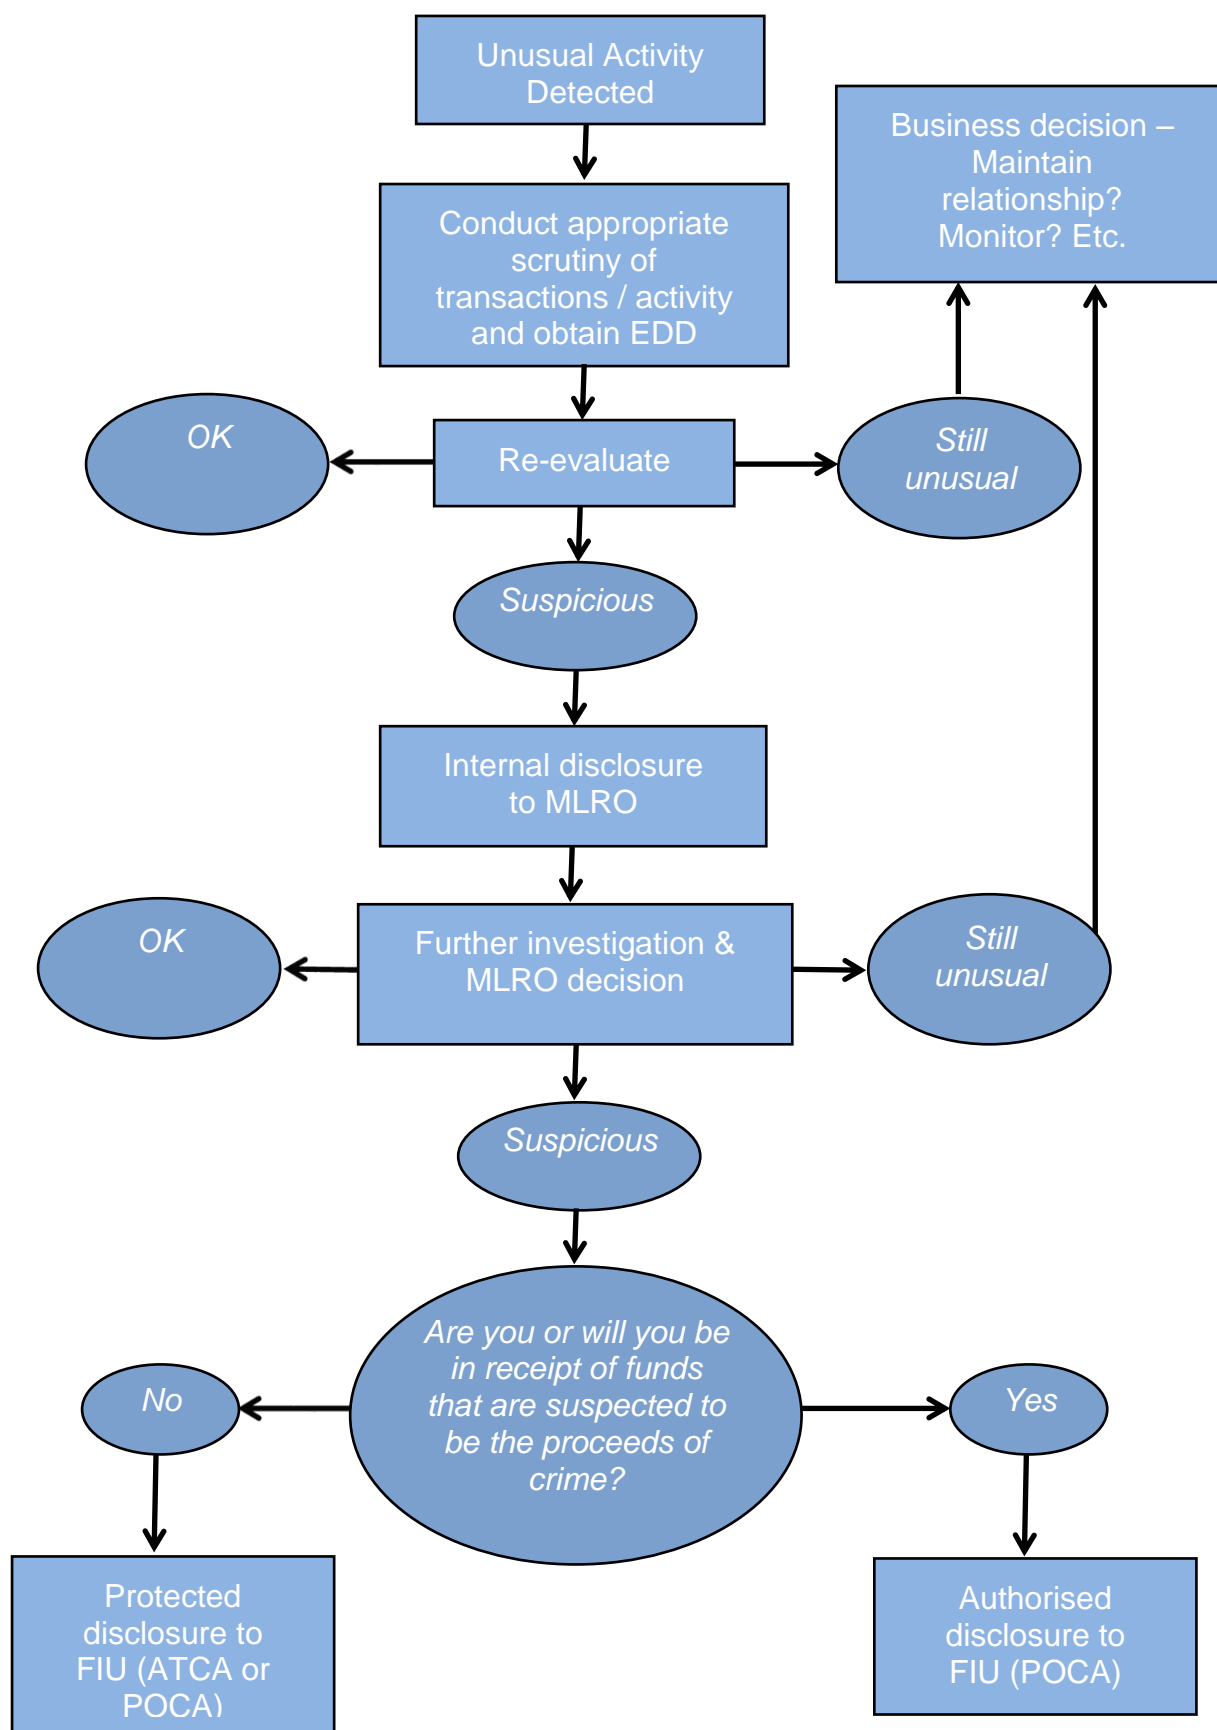 Unusual Activity
Detected
Business decision –
Maintain
relationship?
Monitor? Etc.
Conduct appropriate
scrutiny of
transactions / activity
and obtain EDD
OK
Re-evaluate
Still
unusual
Suspicious
Internal disclosure
to MLRO
OK
Further investigation &
MLRO decision
Still
unusual
Suspicious
Are you or will you be
in receipt of funds
that are suspected to
be the proceeds of
crime?
No
Yes
Protected
disclosure to
FIU (ATCA or
POCA)
Authorised
disclosure to
FIU (POCA)